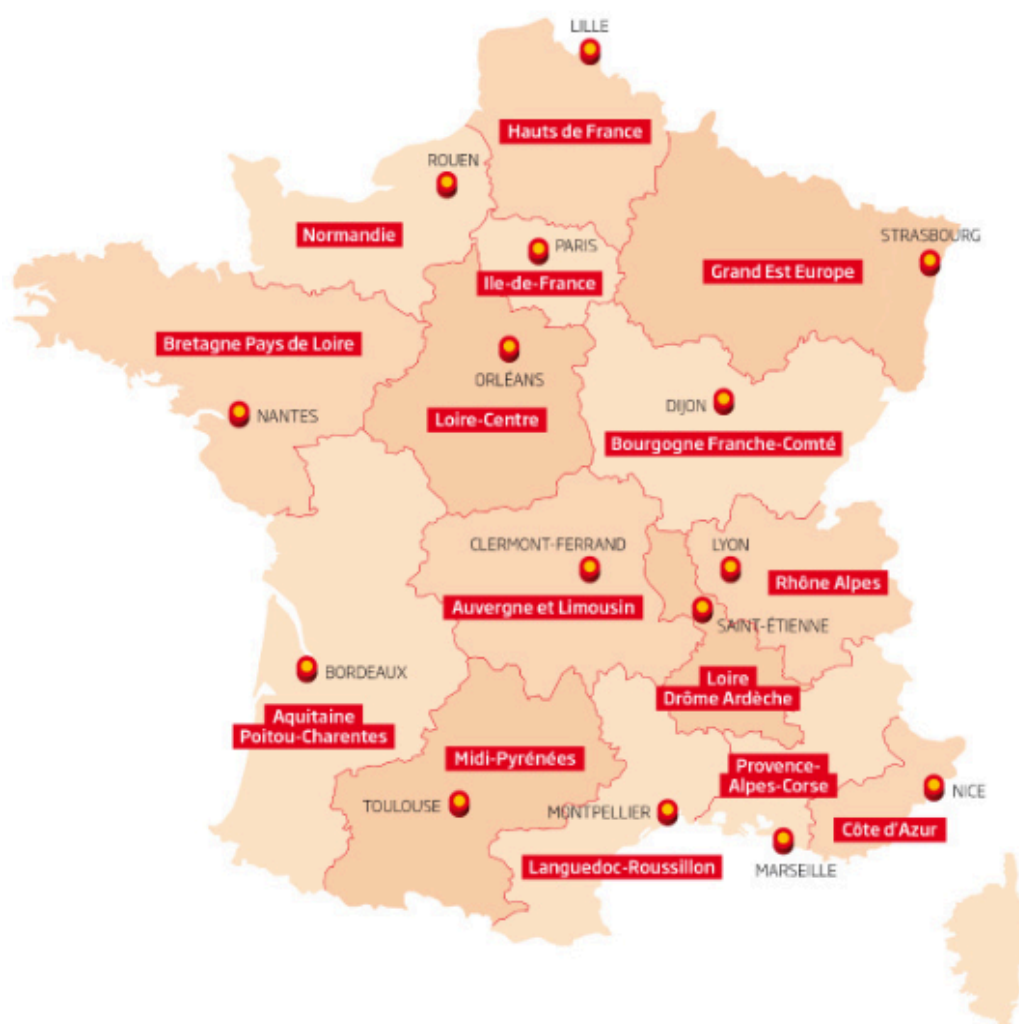 LILLE
Hauts de France
ROUEN
Normandie
PARIS
Ile-de-France
STRASBOURG
Grand Est Europe
Bretagne Pays de Loire
ORLÉANS
NANTES
Loire-Centre
DIJON
Bourgogne Franche-Comté
CLERMONT-FERRAND
LYON
Rhône Alpes
Auvergne et Limousin
SAINT-ÉTIENNE
BORDEAUX
Loire
Drôme Ardèche
Aquitaine
Poitou-Charentes
Midi-Pyrénées
Provence-
Alpes-Corse
TOULOUSE
MONTPELLIER
NICE
Côte d'Azur
Languedoc-Roussillon
MARSEILLE